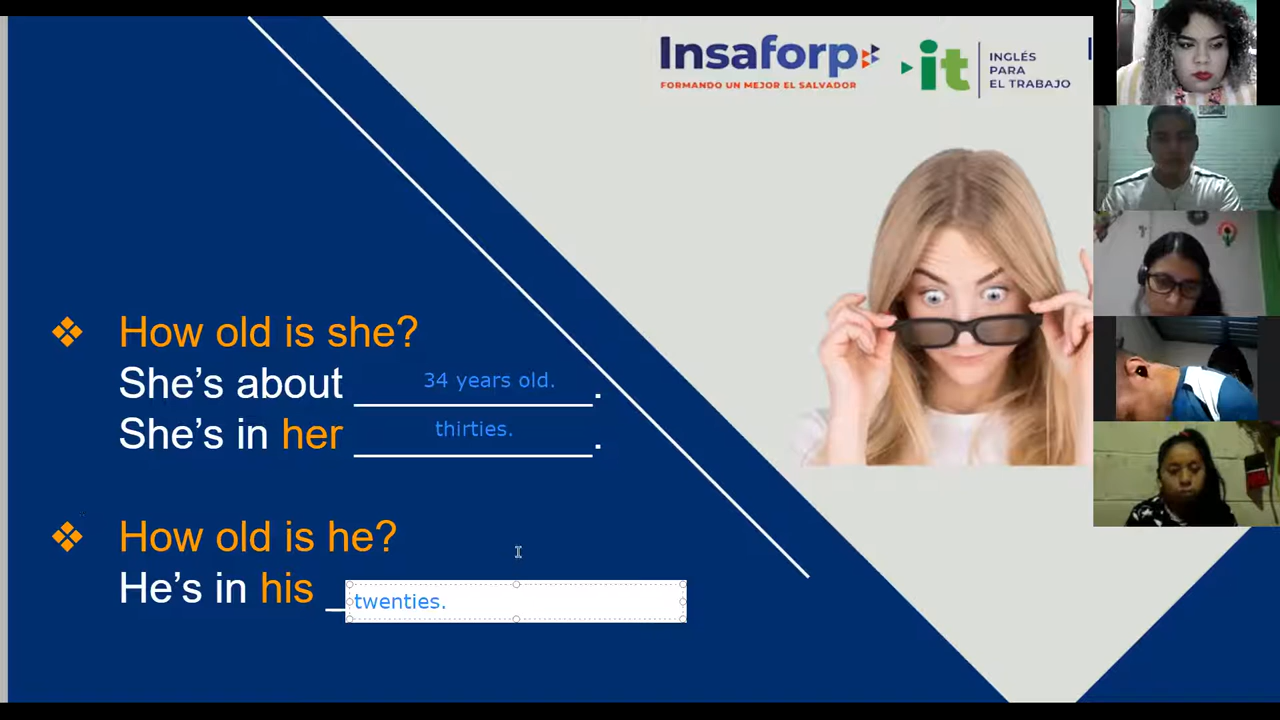 Insaforp
FORMANDO UN MEJOR EL SALVADOR
it
INGLÉS
PARA
EL TRABAJO
❖ How old is she?
She's about 34 years old. .
She's in her thirties. .
❖ How old is he?
He's in his _ twenties.